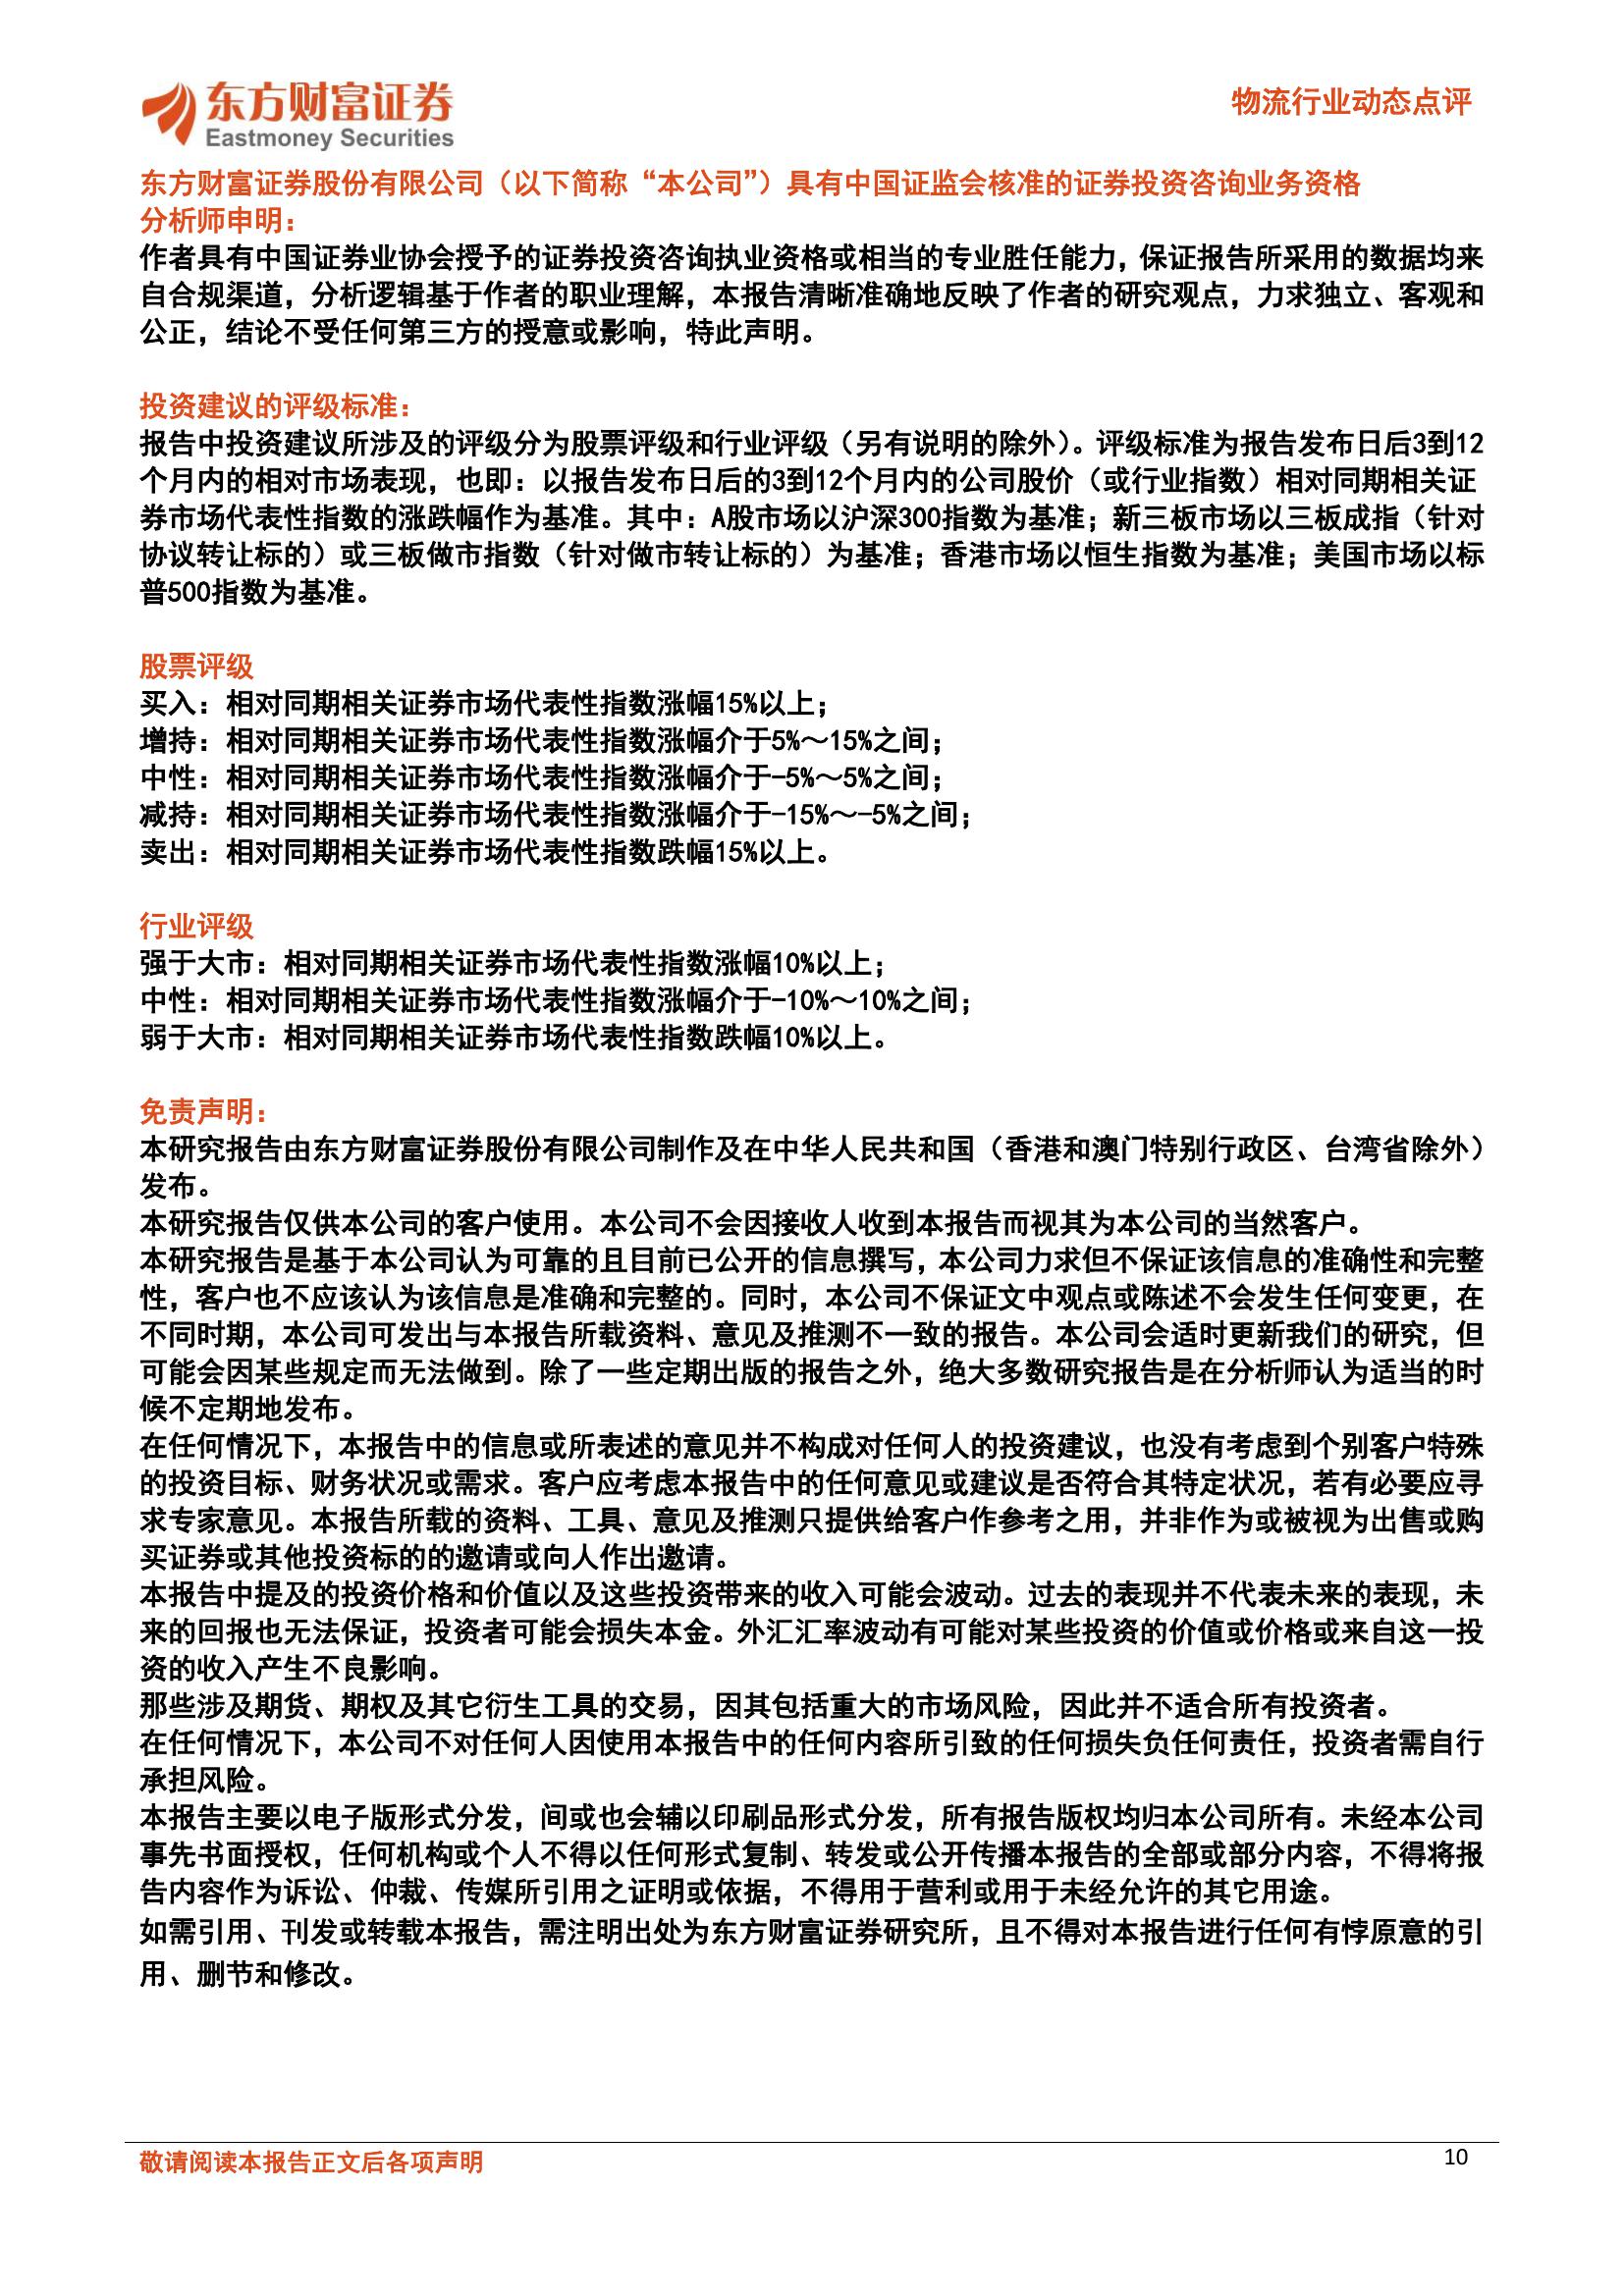 东方财富证券
Eastmoney Securities
物流行业动态点评
东方财富证券股份有限公司（以下简称“本公司”）具有中国证监会核准的证券投资咨询业务资格
分析师申明：
作者具有中国证券业协会授予的证券投资咨询执业资格或相当的专业胜任能力，保证报告所采用的数据均来
自合规渠道，分析逻辑基于作者的职业理解，本报告清晰准确地反映了作者的研究观点，力求独立、客观和
公正，结论不受任何第三方的授意或影响，特此声明。
投资建议的评级标准：
报告中投资建议所涉及的评级分为股票评级和行业评级（另有说明的除外）。评级标准为报告发布日后3到12
个月内的相对市场表现，也即：以报告发布日后的3到12个月内的公司股价（或行业指数）相对同期相关证
券市场代表性指数的涨跌幅作为基准。其中：A股市场以沪深300指数为基准；新三板市场以三板成指（针对
协议转让标的）或三板做市指数（针对做市转让标的）为基准；香港市场以恒生指数为基准；美国市场以标
普500指数为基准。
股票评级
买入：相对同期相关证券市场代表性指数涨幅15%以上；
增持：相对同期相关证券市场代表性指数涨幅介于5%～15%之间；
中性：相对同期相关证券市场代表性指数涨幅介于-5%～5%之间；
减持：相对同期相关证券市场代表性指数涨幅介于-15%～-5%之间；
卖出：相对同期相关证券市场代表性指数跌幅15%以上。
行业评级
强于大市：相对同期相关证券市场代表性指数涨幅10%以上；
中性：相对同期相关证券市场代表性指数涨幅介于-10%～10%之间；
弱于大市：相对同期相关证券市场代表性指数跌幅10%以上。
免责声明：
本研究报告由东方财富证券股份有限公司制作及在中华人民共和国（香港和澳门特别行政区、台湾省除外）
发布。
本研究报告仅供本公司的客户使用。本公司不会因接收人收到本报告而视其为本公司的当然客户。
本研究报告是基于本公司认为可靠的且目前已公开的信息撰写，本公司力求但不保证该信息的准确性和完整
性，客户也不应该认为该信息是准确和完整的。同时，本公司不保证文中观点或陈述不会发生任何变更，在
不同时期，本公司可发出与本报告所载资料、意见及推测不一致的报告。本公司会适时更新我们的研究，但
可能会因某些规定而无法做到。除了一些定期出版的报告之外，绝大多数研究报告是在分析师认为适当的时
候不定期地发布。
在任何情况下，本报告中的信息或所表述的意见并不构成对任何人的投资建议，也没有考虑到个别客户特殊
的投资目标、财务状况或需求。客户应考虑本报告中的任何意见或建议是否符合其特定状况，若有必要应寻
求专家意见。本报告所载的资料、工具、意见及推测只提供给客户作参考之用，并非作为或被视为出售或购
买证券或其他投资标的的邀请或向人作出邀请。
本报告中提及的投资价格和价值以及这些投资带来的收入可能会波动。过去的表现并不代表未来的表现，未
来的回报也无法保证，投资者可能会损失本金。外汇汇率波动有可能对某些投资的价值或价格或来自这一投
资的收入产生不良影响。
那些涉及期货、期权及其它衍生工具的交易，因其包括重大的市场风险，因此并不适合所有投资者。
在任何情况下，本公司不对任何人因使用本报告中的任何内容所引致的任何损失负任何责任，投资者需自行
承担风险。
本报告主要以电子版形式分发，间或也会辅以印刷品形式分发，所有报告版权均归本公司所有。未经本公司
事先书面授权，任何机构或个人不得以任何形式复制、转发或公开传播本报告的全部或部分内容，不得将报
告内容作为诉讼、仲裁、传媒所引用之证明或依据，不得用于营利或用于未经允许的其它用途。
如需引用、刊发或转载本报告，需注明出处为东方财富证券研究所，且不得对本报告进行任何有悖原意的引
用、删节和修改。
敬请阅读本报告正文后各项声明
10